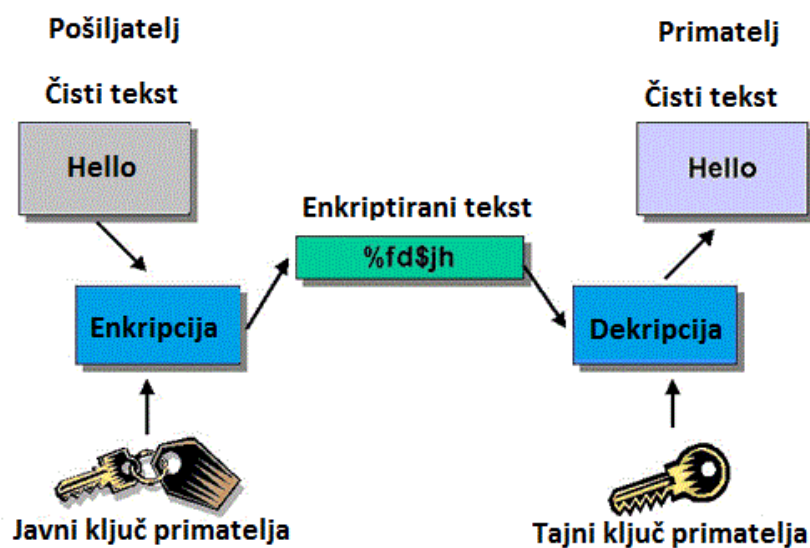 Pošiljatelj
Primatelj
Čisti tekst
Čisti tekst
Hello
Hello
Enkriptirani tekst
%fd$jh
Enkripcija
Dekripcija
Javni ključ primatelja
Tajni ključ primatelja